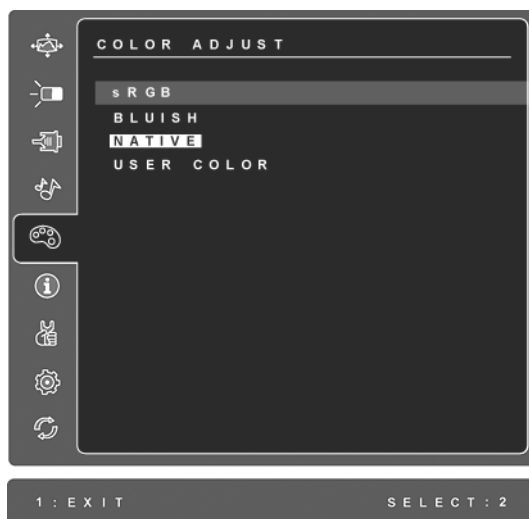 COLOR ADJUST
sRGB
BLUISH
NATIVE
USER COLOR
1:EXIT SELECT:2